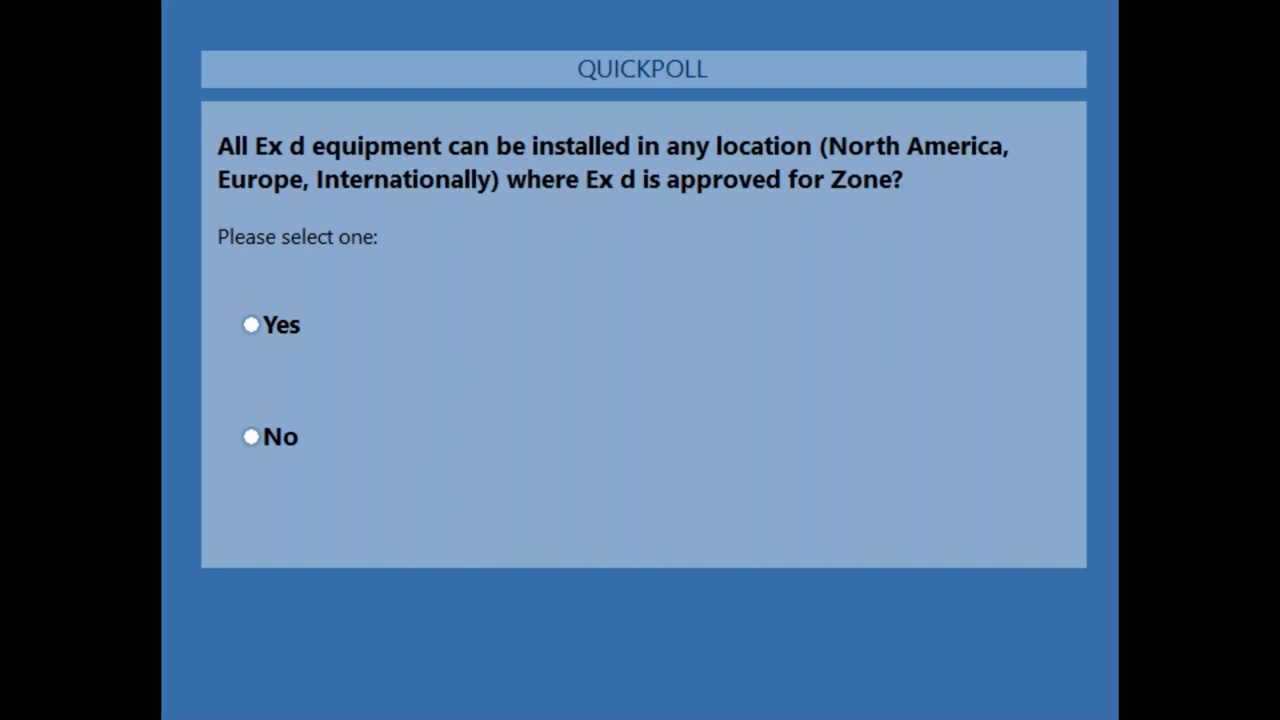 QUICKPOLL
All Ex d equipment can be installed in any location (North America,
Europe, Internationally) where Ex d is approved for Zone?
Please select one:
Yes
No